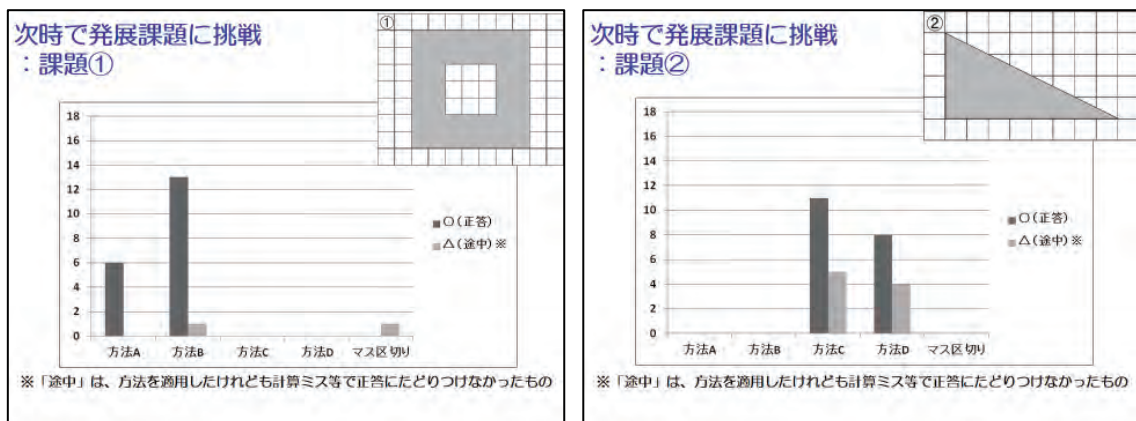 次時で発展課題に挑戦
:課題①
①
18
16
14
12
10
8
6
4
2
0
方法A 方法B 方法C 方法D マス区切り
○(正答)
△(途中)※
※「途中」は、方法を適用したけれども計算ミス等で正答にたどりつけなかったもの
次時で発展課題に挑戦
:課題②
②
18
16
14
12
10
8
6
4
2
0
方法A 方法B 方法C 方法D マス区切り
○(正答)
△(途中)※
※「途中」は、方法を適用したけれども計算ミス等で正答にたどりつけなかったもの